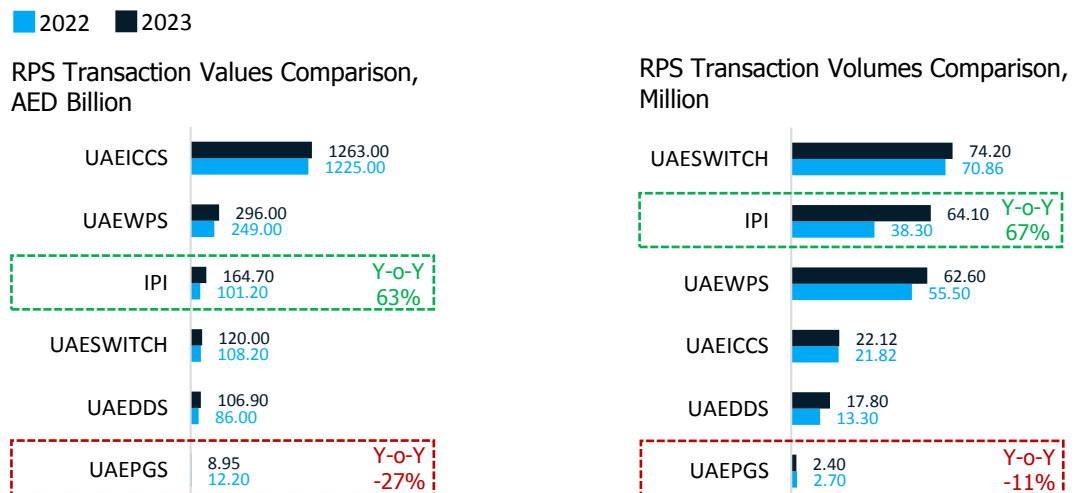 2022 2023
RPS Transaction Values Comparison,
AED Billion
UAEICCS 1263.00
1225.00
UAEWPS 296.00
249.00
IPI 164.70 Y-o-Y
101.20 63%
UAESWITCH 120.00
108.20
UAEDDS 106.90
86.00
UAEPGS 8.95 Y-o-Y
12.20 -27%
RPS Transaction Volumes Comparison,
Million
UAESWITCH 74.20
70.86
IPI 64.10 Y-o-Y
38.30 67%
UAEWPS 62.60
55.50
UAEICCS 22.12
21.82
UAEDDS 17.80
13.30
UAEPGS 2.40 Y-o-Y
2.70 -11%